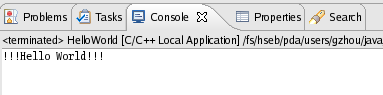 Problems Tasks Console Properties Search
<terminated> HelloWorld [C/C++ Local Application] /fs/hseb/pda/users/gzhou/java
!!!Hello World!!!